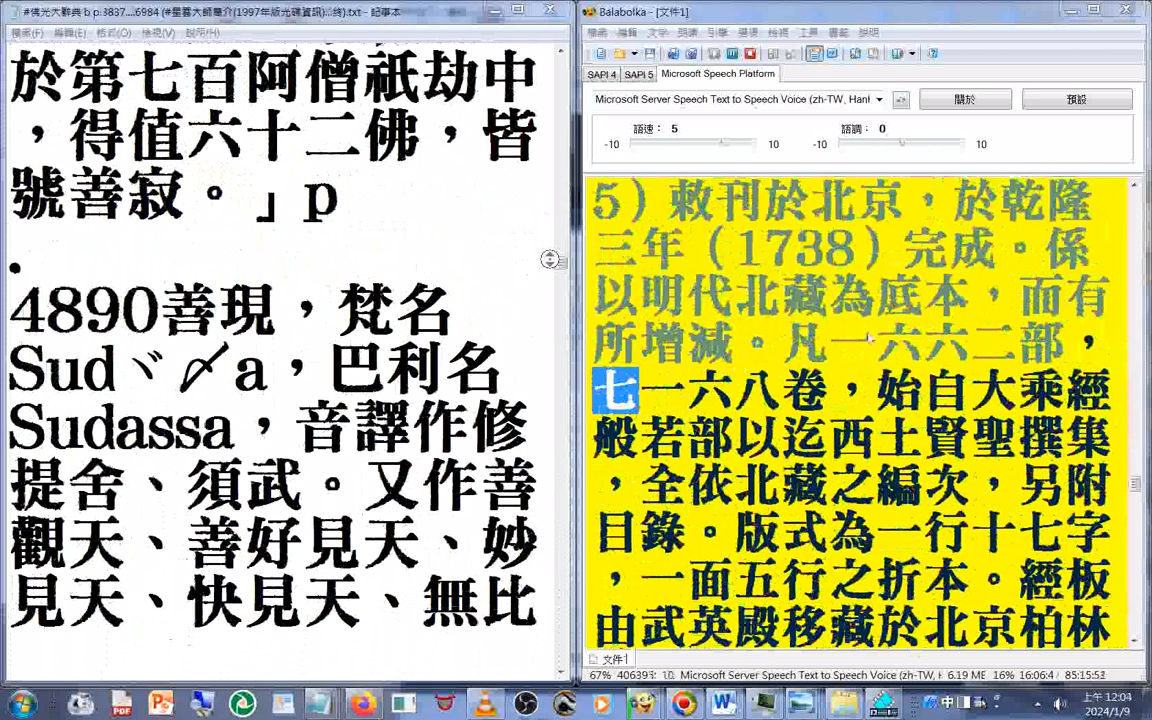 #佛光大辭典 b p.3837....6984 (#星雲大師簡介(1997年版光碟資訊)...終}.txt - 記事本
檔案(F) 編輯(E) 格式(O) 檢視(V) 說明(H)
於第七百阿僧祇劫中
，得值六十二佛，皆
號善寂。」p
•
4890善現，梵名
Sudヾ〆a，巴利名
Sudassa，音譯作修
提舍、須武。又作善
觀天、善好見天、妙
見天、快見天、無比
Balabolka - [文件1]
SAPI 4 SAPI 5 Microsoft Speech Platform
Microsoft Server Speech Text to Speech Voice (zh-TW, Hanl
關於
預設
語速： 5
語調： 0
-10 10 -10 10
5）敕刊於北京，於乾隆
三年（1738）完成。係
以明代北藏為底本，而有
所增減。凡一六六二部，
七一六八卷，始自大乘經
般若部以迄西土賢聖撰集
，全依北藏之編次，另附
目錄。版式為一行十七字
，一面五行之折本。經板
由武英殿移藏於北京柏林
文件1
Microsoft Server Speech Text to Speech Voice (zh-TW, Han 6.19 ME 16% 16:06:4 85:15:53
上午 12:04
2024/1/9